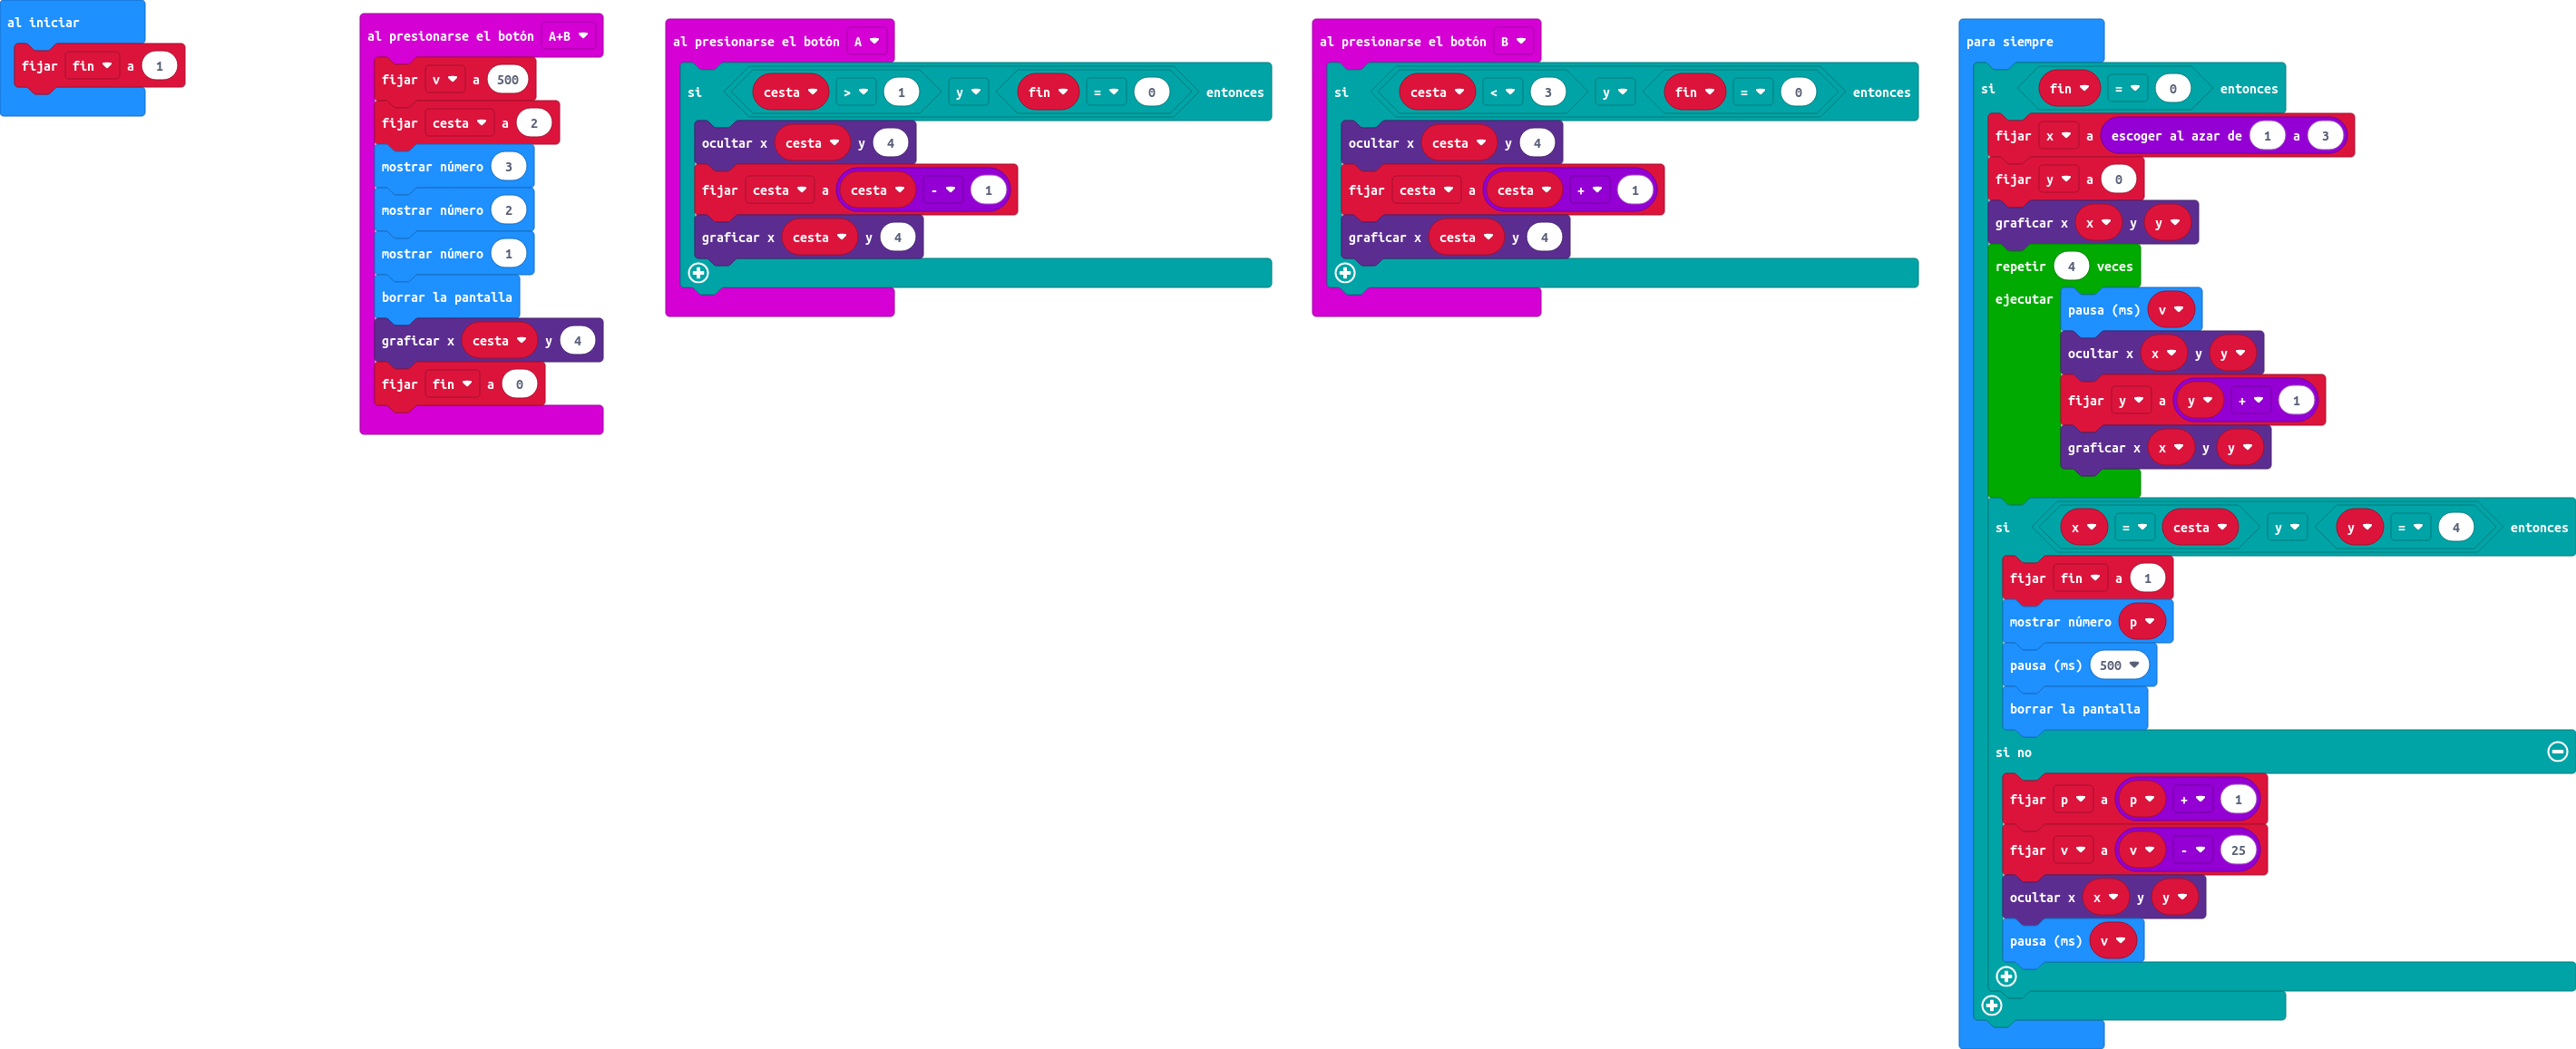 al iniciar
fijar fin a 1
al presionarse el botón A+B
fijar v a 500
fijar cesta a 2
mostrar número 3
mostrar número 2
mostrar número 1
borrar la pantalla
graficar x cesta y 4
fijar fin a 0
al presionarse el botón A
si cesta > 1 y fin = 0 entonces
ocultar x cesta y 4
fijar cesta a cesta - 1
graficar x cesta y 4
al presionarse el botón B
si cesta < 3 y fin = 0 entonces
ocultar x cesta y 4
fijar cesta a cesta + 1
graficar x cesta y 4
para siempre
si fin = 0 entonces
fijar x a escoger al azar de 1 a 3
fijar y a 0
graficar x x y y
repetir 4 veces
ejecutar
pausa (ms) v
ocultar x x y y
fijar y a y + 1
graficar x x y y
si x = cesta y y = 4 entonces
fijar fin a 1
mostrar número p
pausa (ms) 500
borrar la pantalla
si no
fijar p a p + 1
fijar v a v - 25
ocultar x x y y
pausa (ms) v